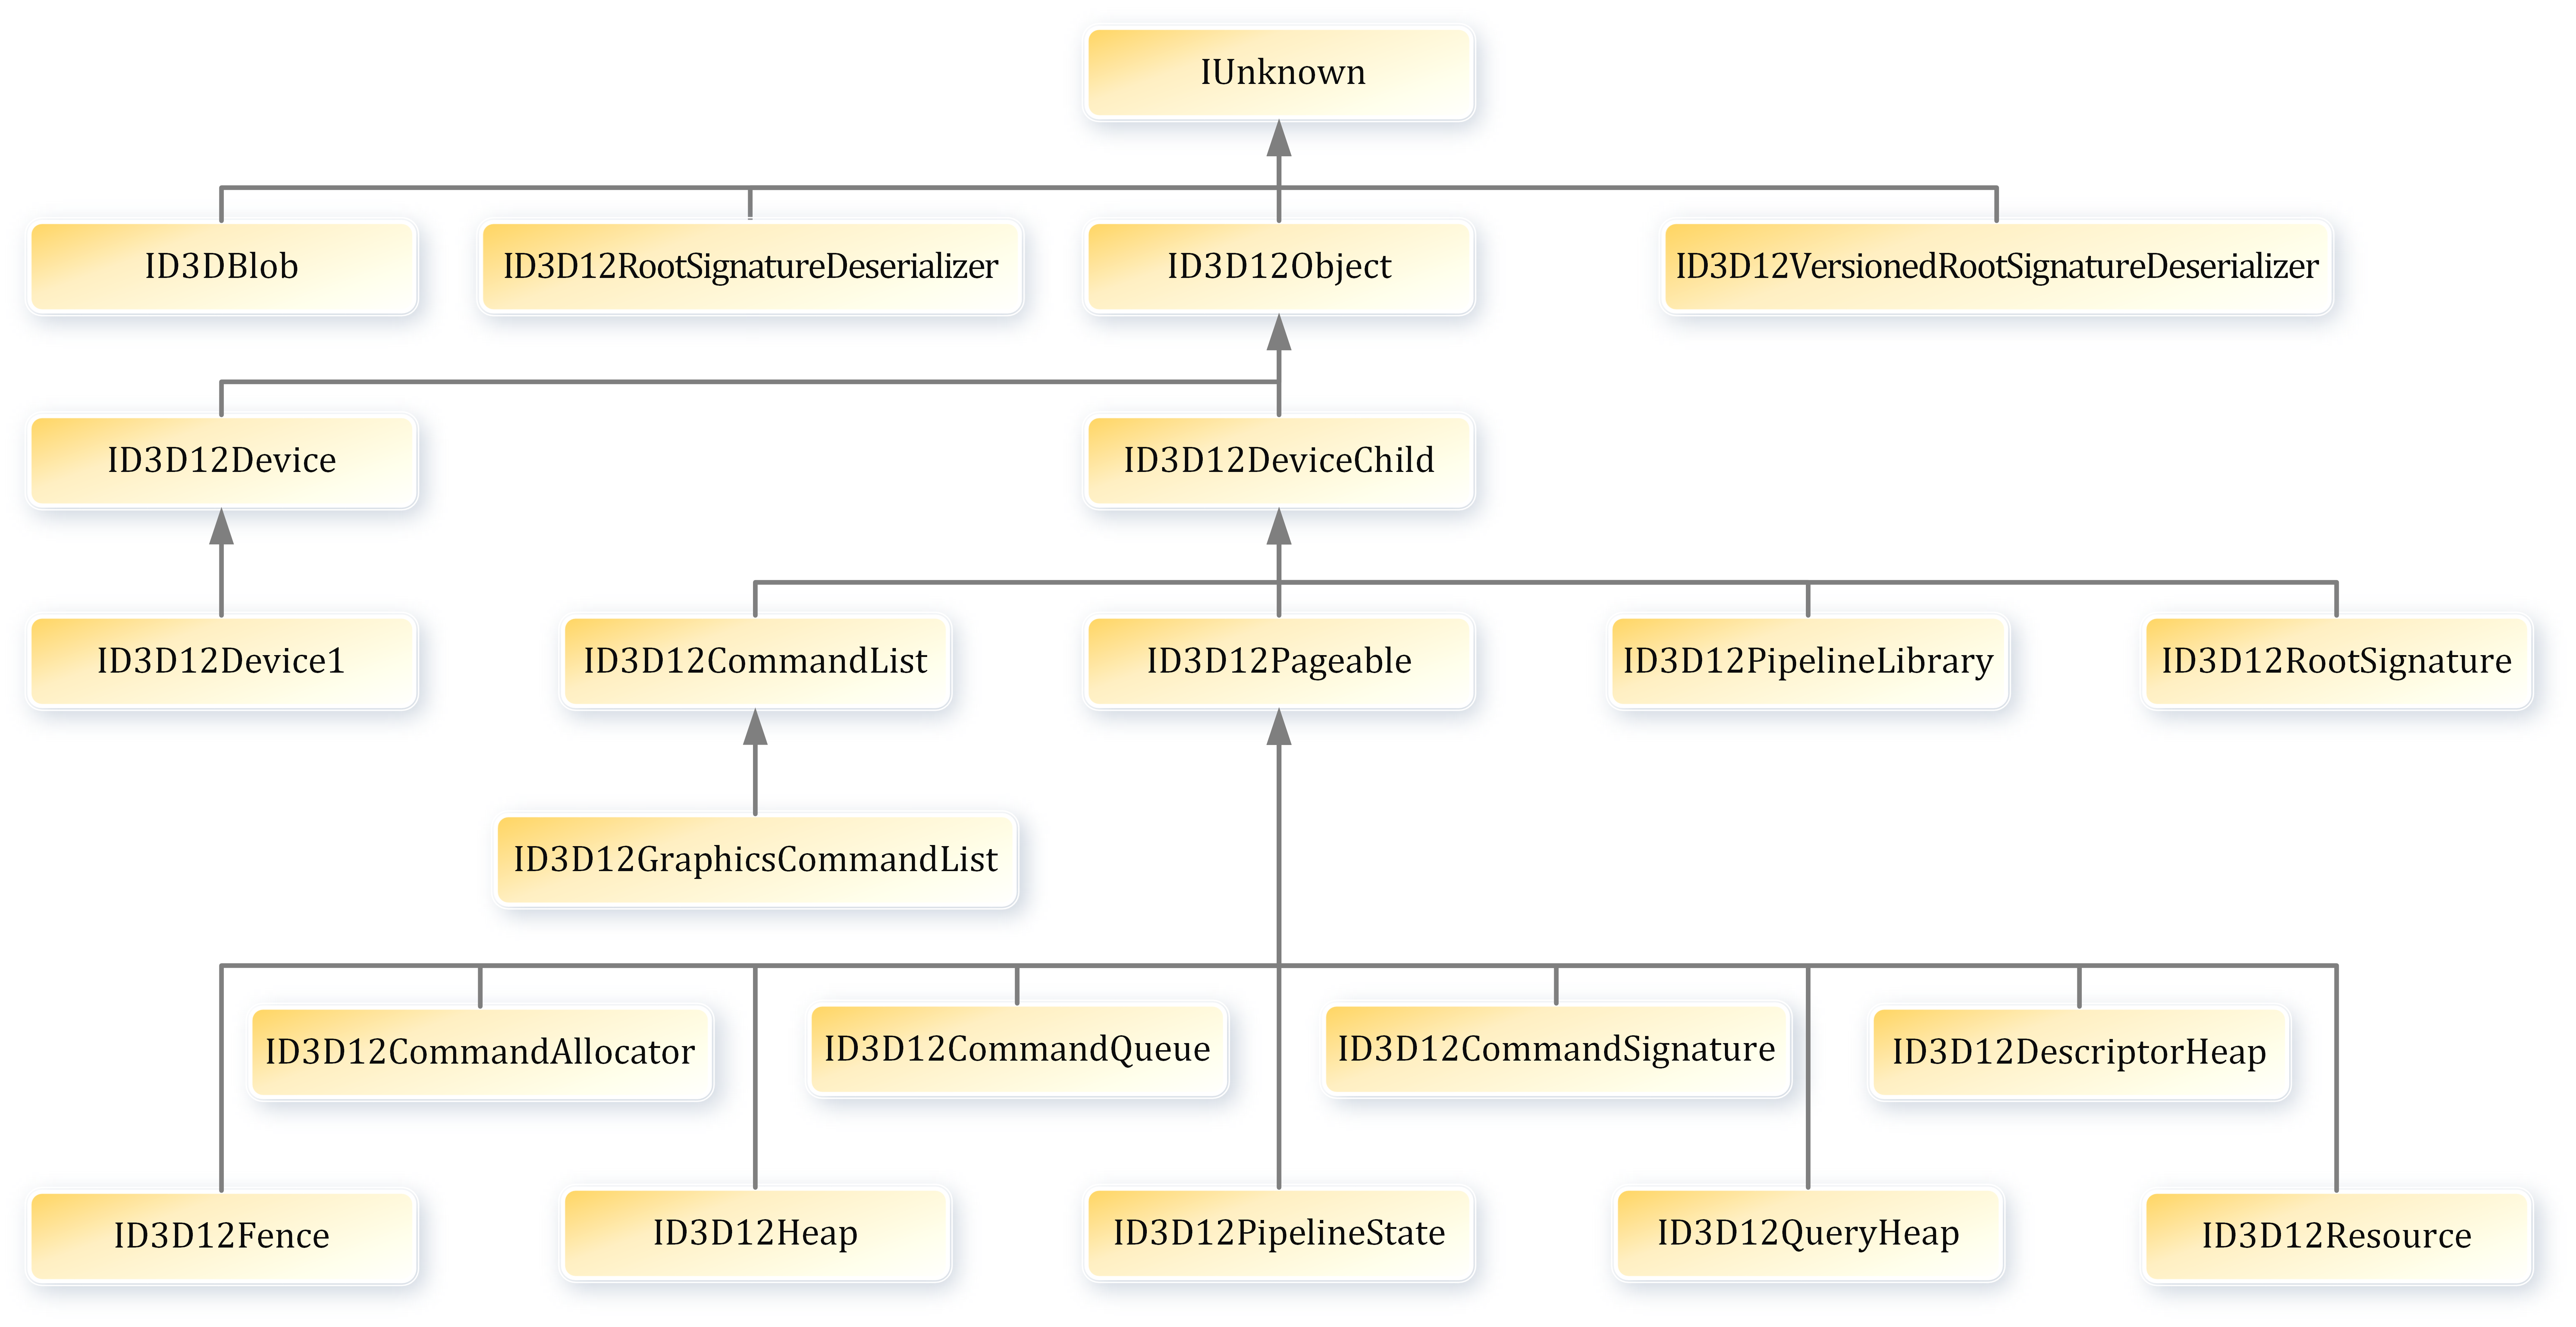 IUnknown
ID3DBlob
ID3D12RootSignatureDeserializer
ID3D12Object
ID3D12VersionedRootSignatureDeserializer
ID3D12Device
ID3D12DeviceChild
ID3D12Device1
ID3D12CommandList
ID3D12Pageable
ID3D12PipelineLibrary
ID3D12RootSignature
ID3D12GraphicsCommandList
ID3D12CommandAllocator
ID3D12CommandQueue
ID3D12CommandSignature
ID3D12DescriptorHeap
ID3D12Fence
ID3D12Heap
ID3D12PipelineState
ID3D12QueryHeap
ID3D12Resource